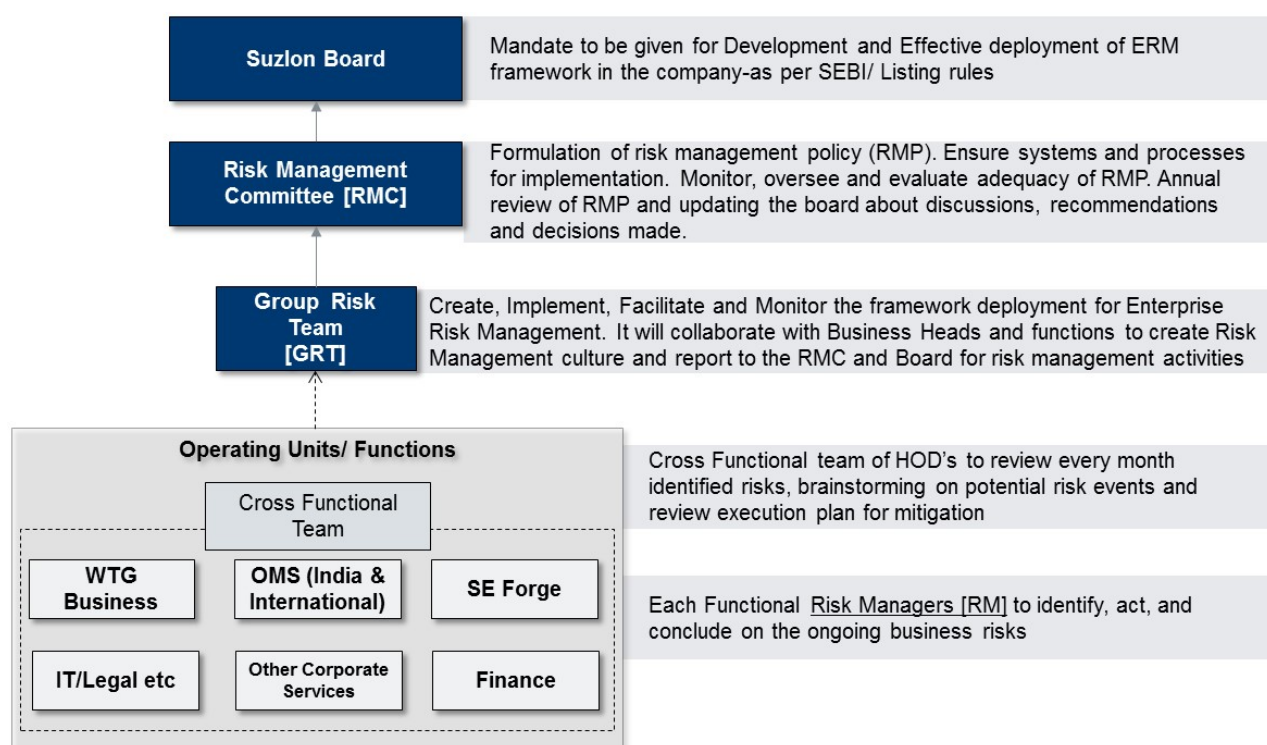 Suzlon Board
Mandate to be given for Development and Effective deployment of ERM
framework in the company-as per SEBI/ Listing rules
Risk Management
Committee [RMC]
Formulation of risk management policy (RMP). Ensure systems and processes
for implementation. Monitor, oversee and evaluate adequacy of RMP. Annual
review of RMP and updating the board about discussions, recommendations
and decisions made.
Group Risk
Team
[GRT]
Create, Implement, Facilitate and Monitor the framework deployment for Enterprise
Risk Management. It will collaborate with Business Heads and functions to create Risk
Management culture and report to the RMC and Board for risk management activities
Operating Units/ Functions
Cross Functional
Team
Cross Functional team of HOD's to review every month
identified risks, brainstorming on potential risk events and
review execution plan for mitigation
WTG
Business
OMS (India &
International)
SE Forge
Each Functional Risk Managers [RM] to identify, act, and
conclude on the ongoing business risks
IT/Legal etc
Other Corporate
Services
Finance